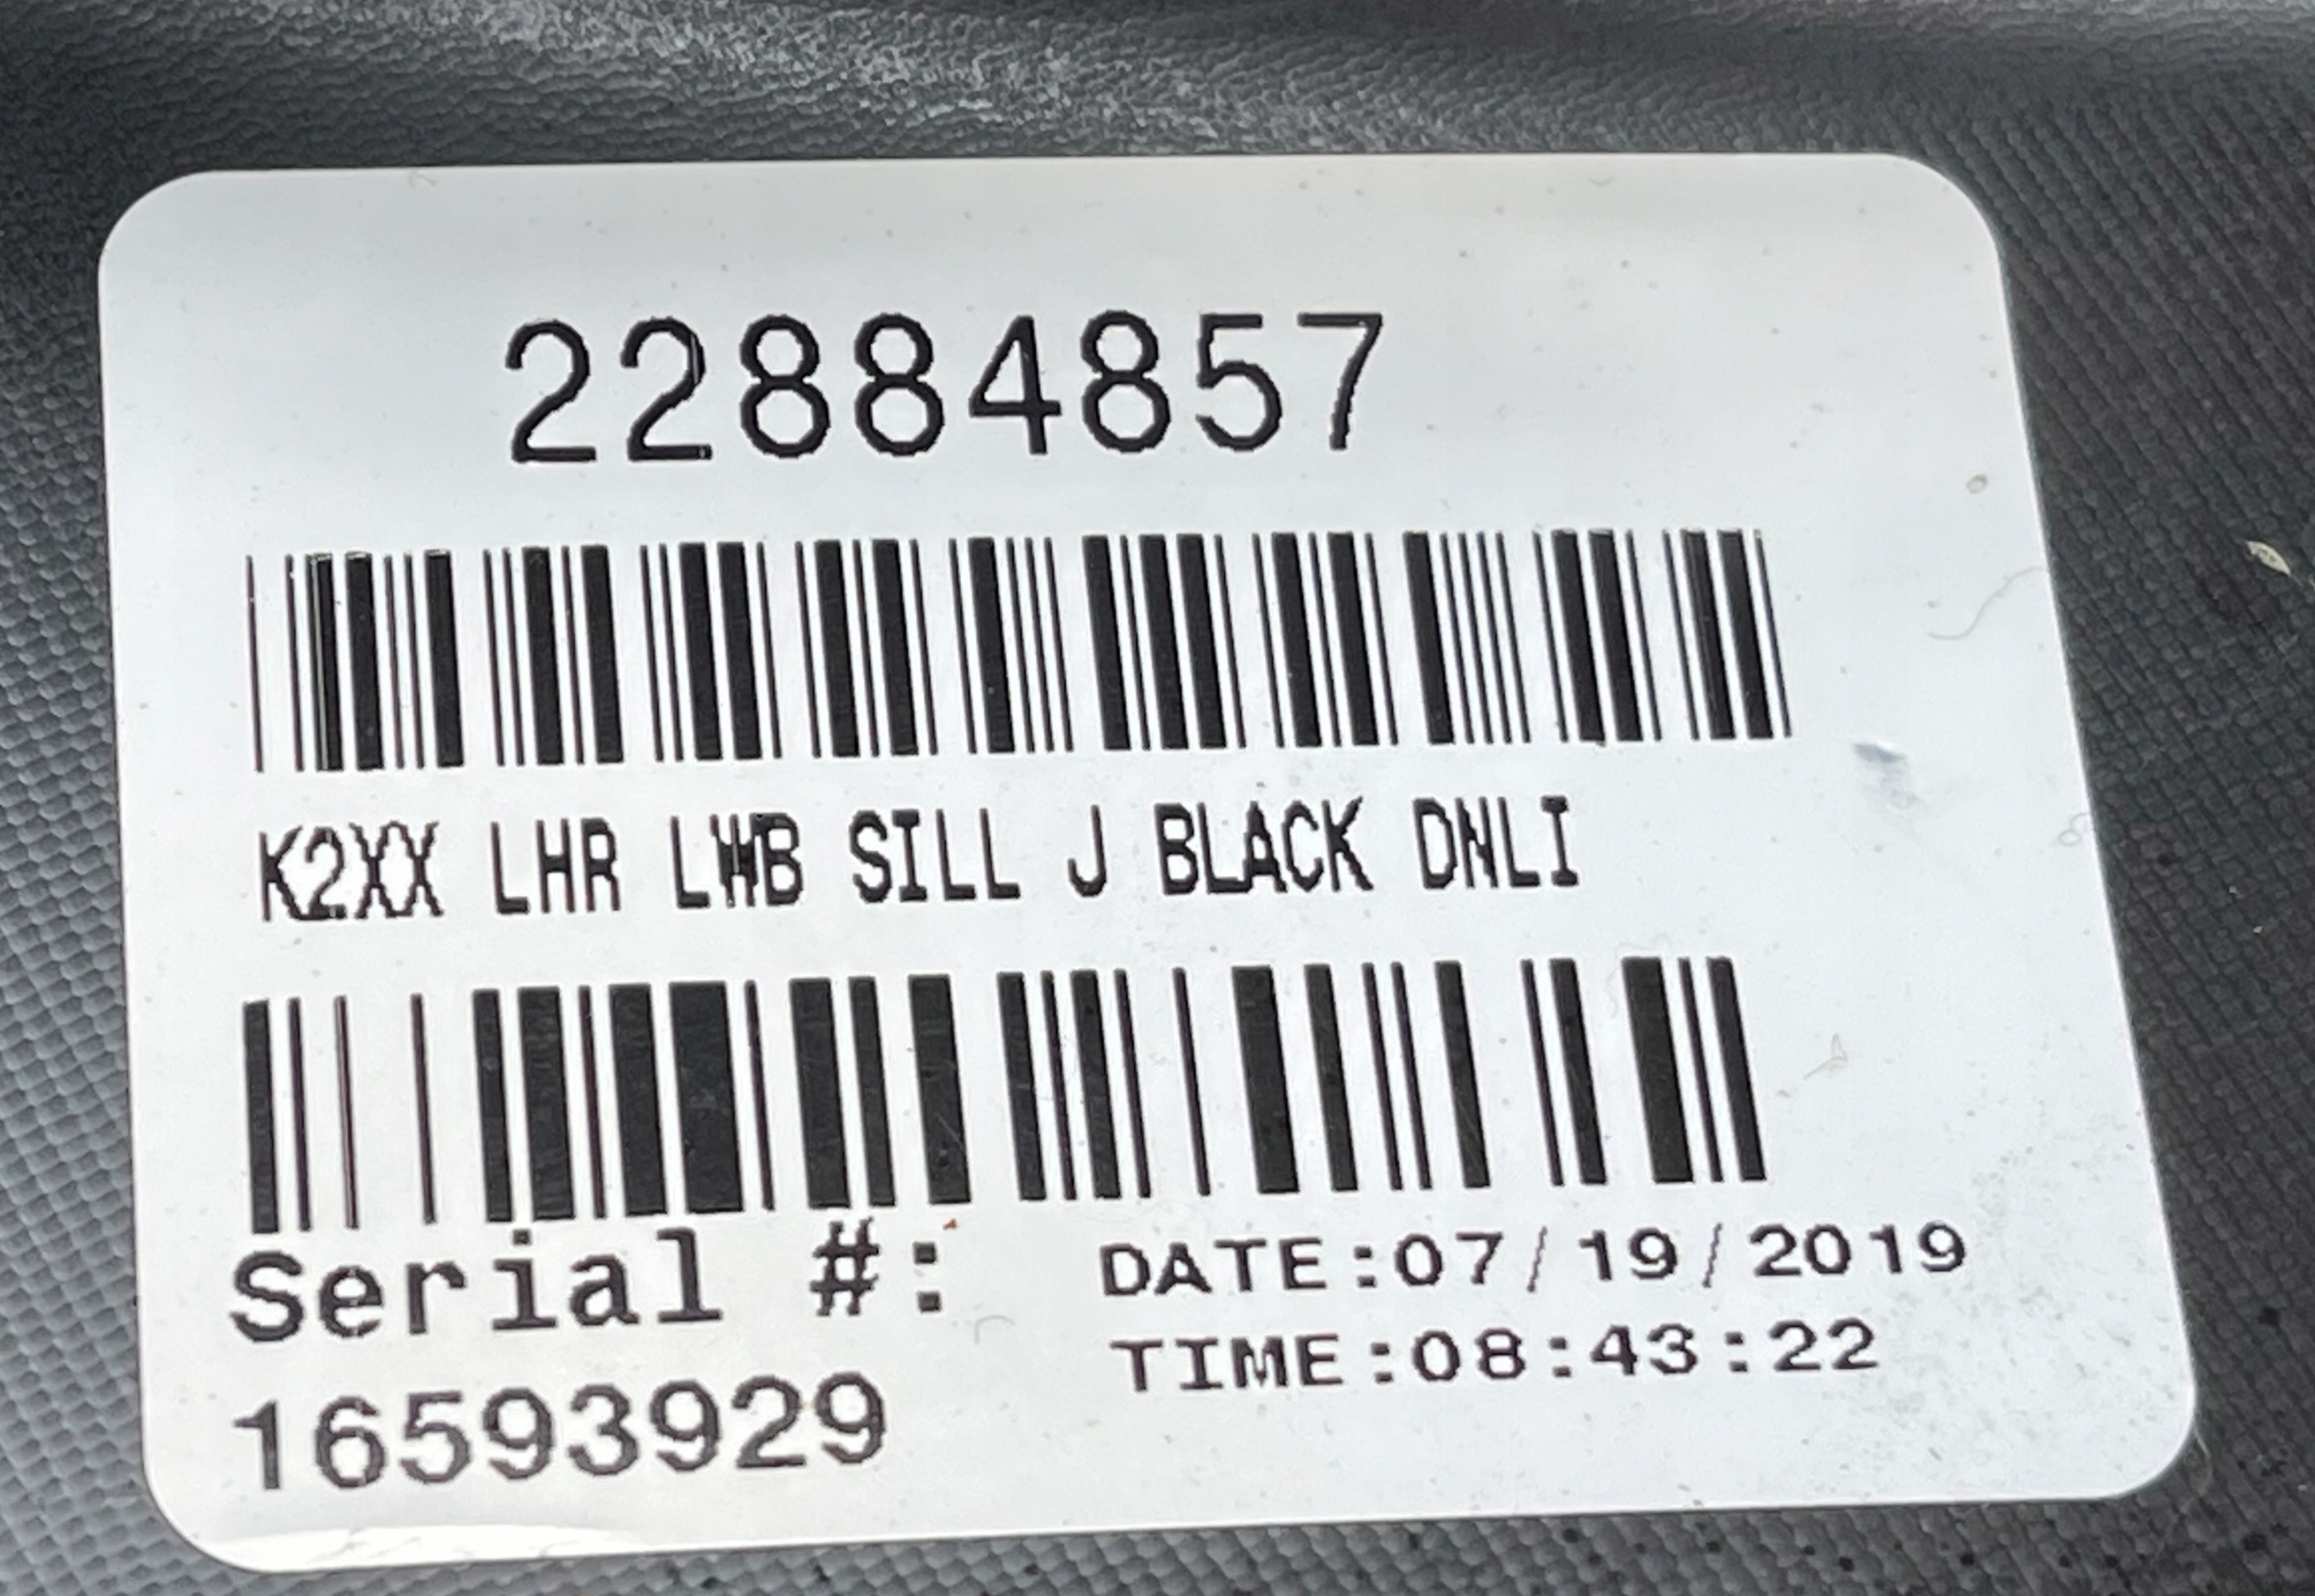 22884857
K2XX LHR LWB SILL J BLACK DNLI
Serial #:
16593929
DATE:07/19/2019
TIME:08:43:22